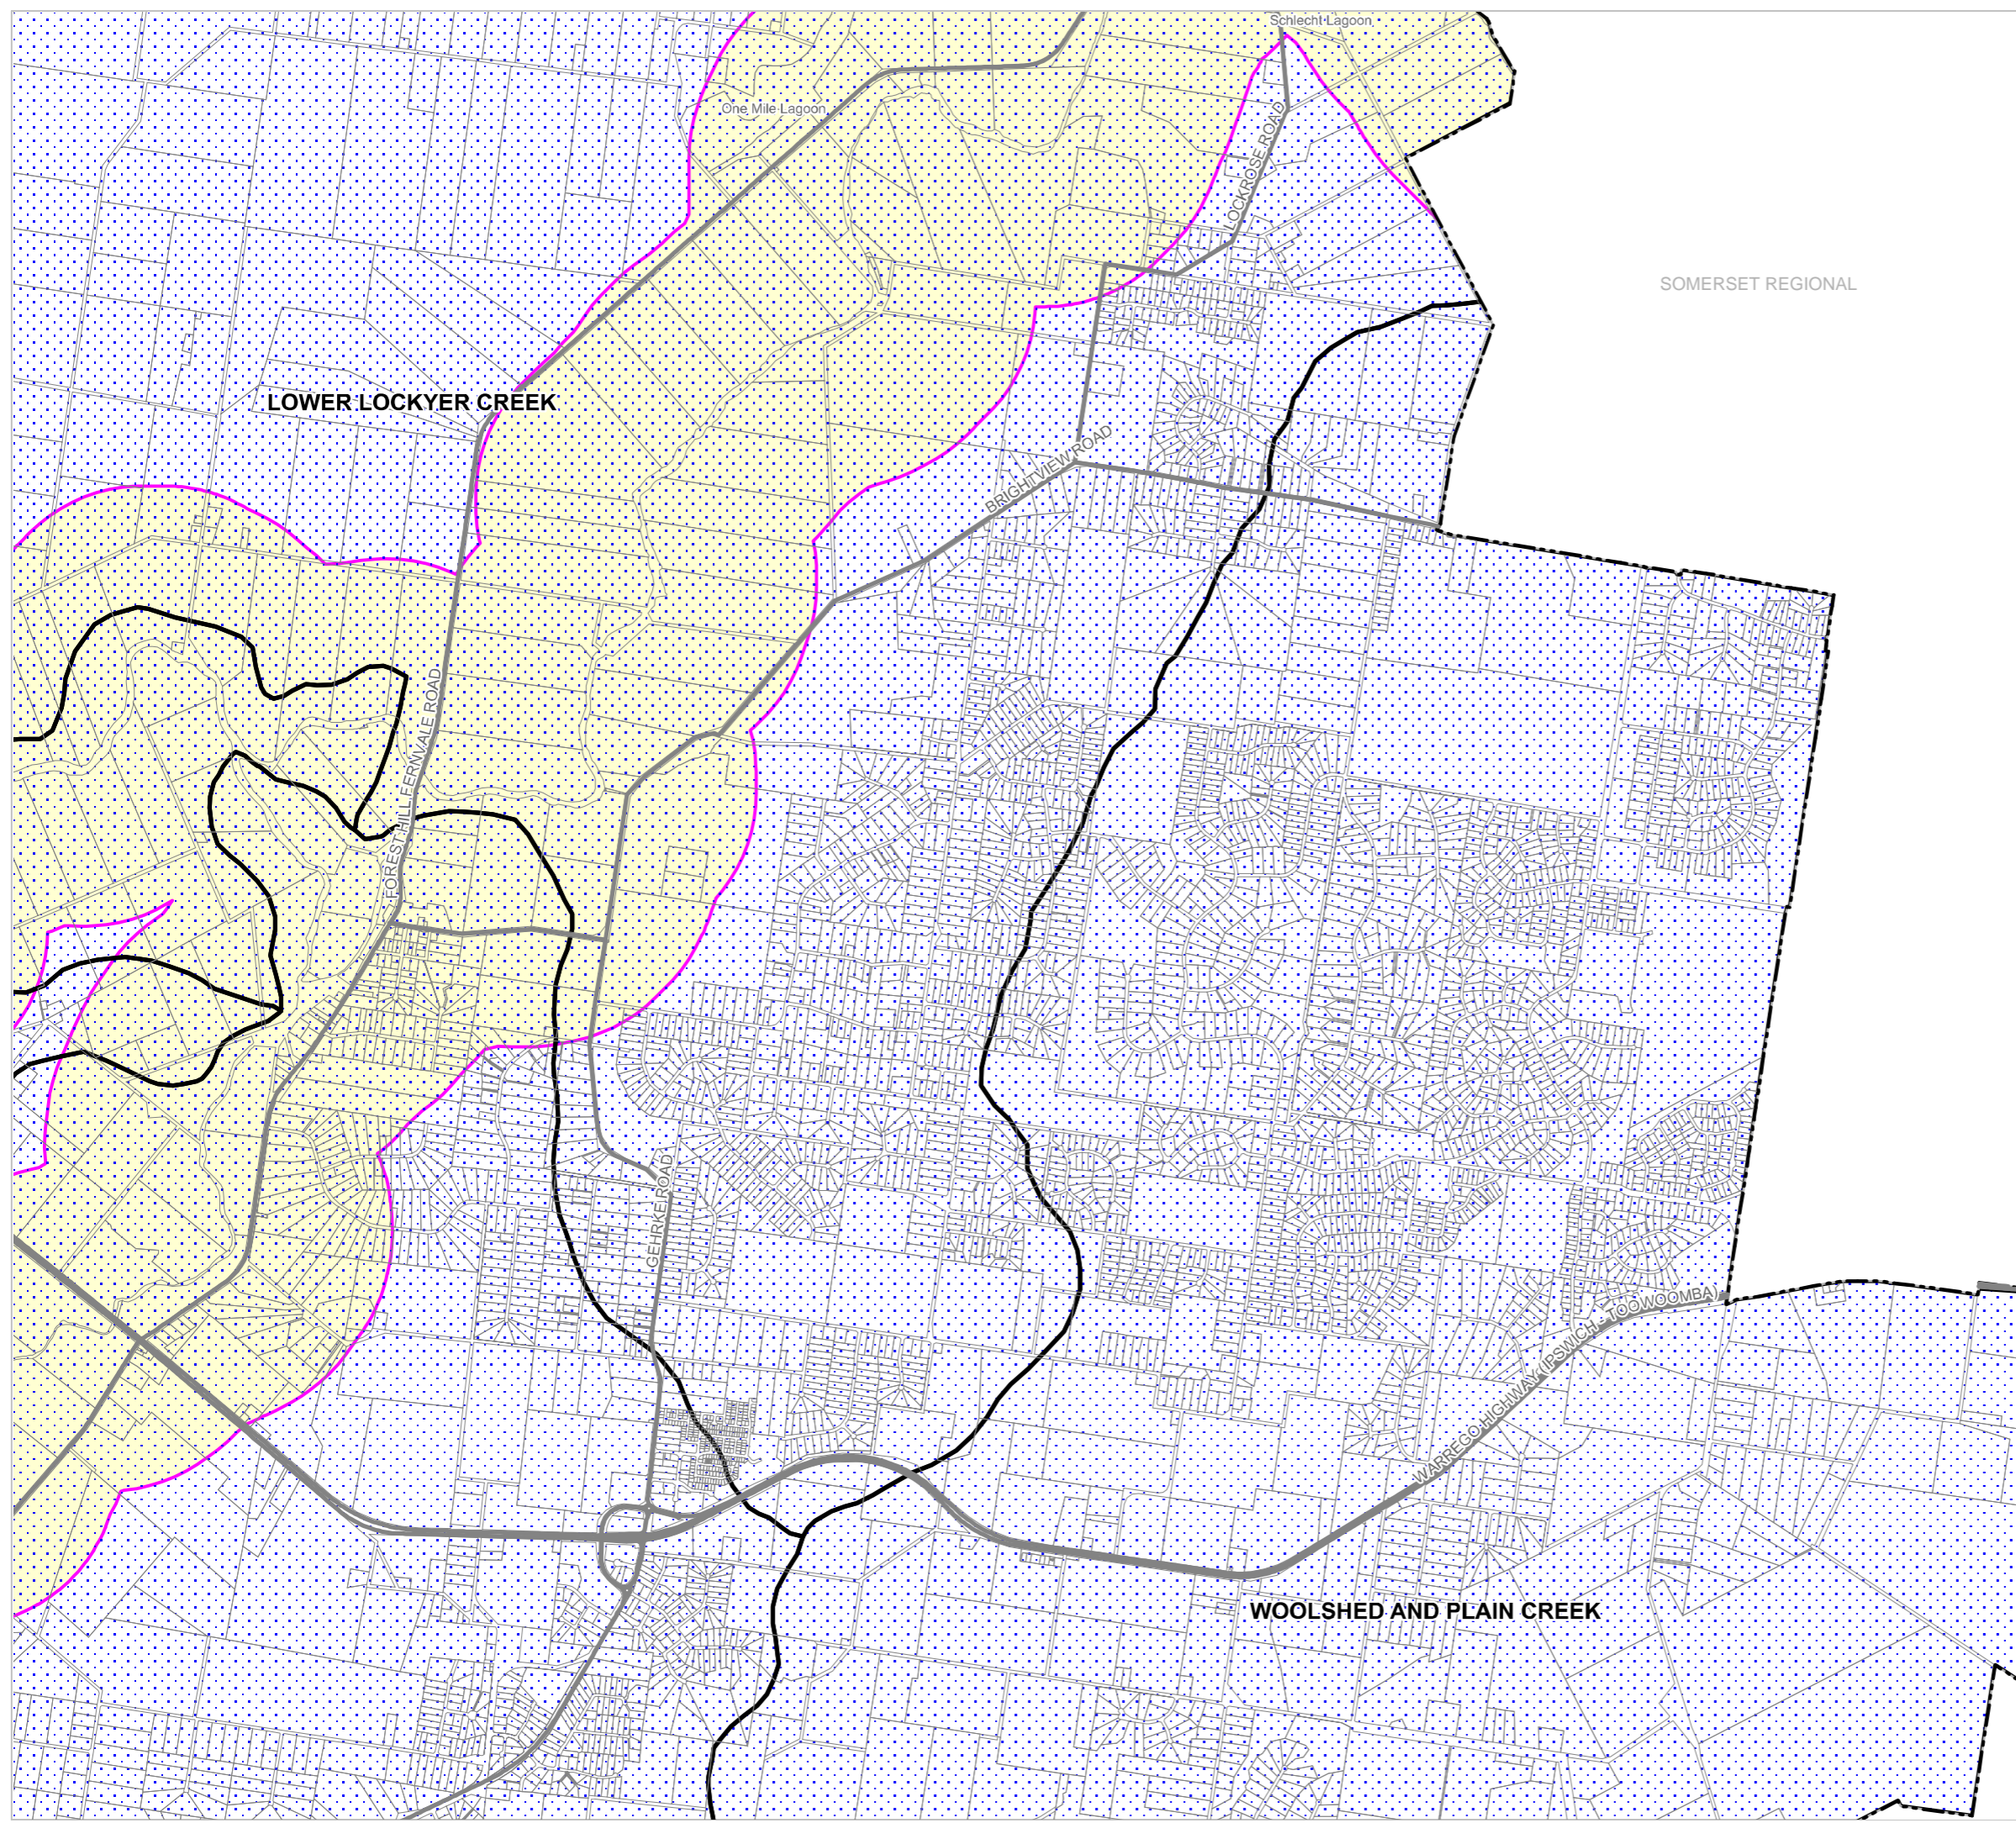 Schlecht Lagoon
One Mile Lagoon
LOCKROSE ROAD
SOMERSET REGIONAL
LOWER LOCKYER CREEK
BRIGHTVIEW ROAD
FOREST HILL FERNVALE ROAD
GEHRKE ROAD
WARREGO HIGHWAY (IPSWICH - TOOWOOMBA)
WOOLSHED AND PLAIN CREEK